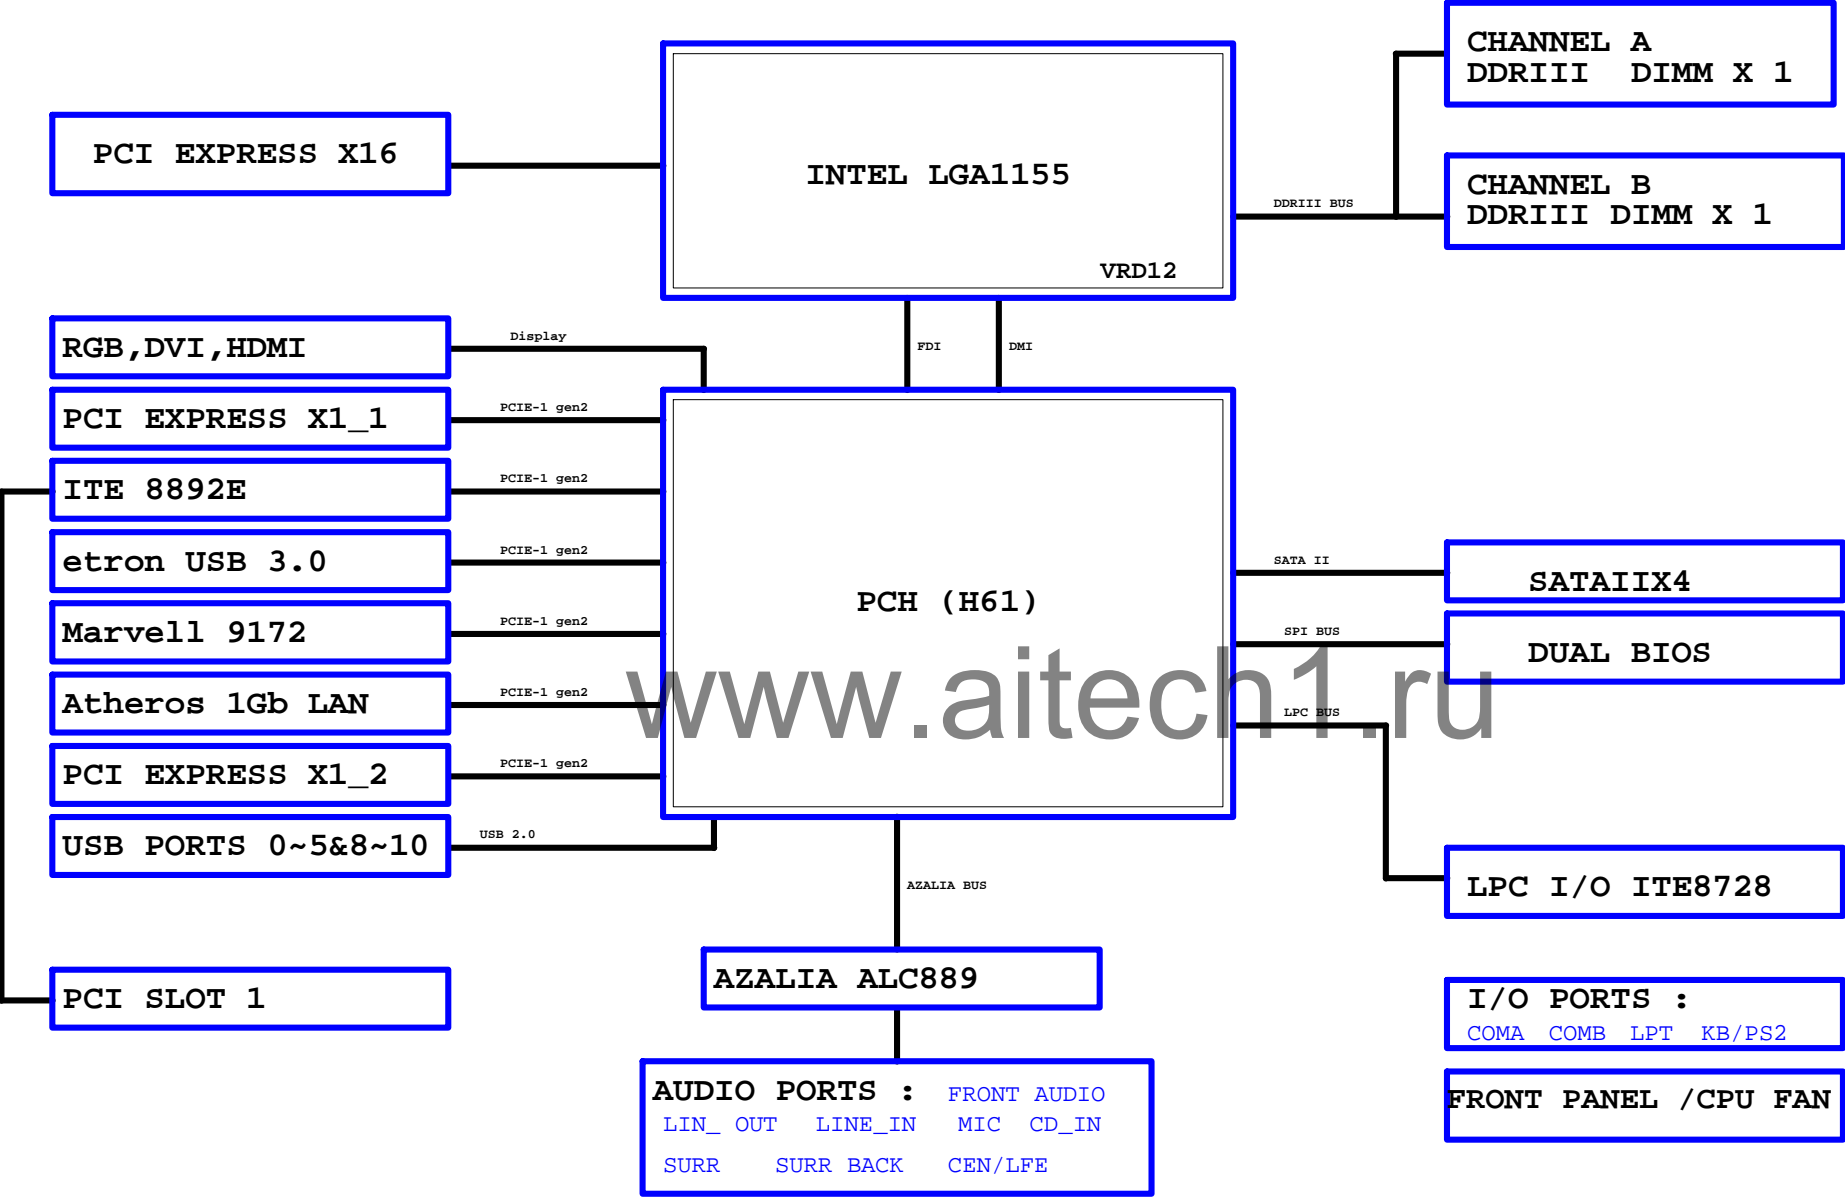 CHANNEL A
DDRIII DIMM X 1
PCI EXPRESS X16
INTEL LGA1155
VRD12
DDRIII BUS
CHANNEL B
DDRIII DIMM X 1
RGB,DVI,HDMI
Display
FDI
DMI
PCI EXPRESS X1_1
PCIE-1 gen2
ITE 8892E
PCIE-1 gen2
etron USB 3.0
PCIE-1 gen2
Marvell 9172
PCIE-1 gen2
Atheros 1Gb LAN
PCIE-1 gen2
PCI EXPRESS X1_2
PCIE-1 gen2
USB PORTS 0~5&8~10
USB 2.0
PCI SLOT 1
PCH (H61)
www.aitech1.ru
SATA II
SATAIIX4
SPI BUS
DUAL BIOS
LPC BUS
LPC I/O ITE8728
AZALIA BUS
AZALIA ALC889
AUDIO PORTS : FRONT AUDIO
LIN_ OUT LINE_IN MIC CD_IN
SURR SURR BACK CEN/LFE
I/O PORTS :
COMA COMB LPT KB/PS2
FRONT PANEL /CPU FAN